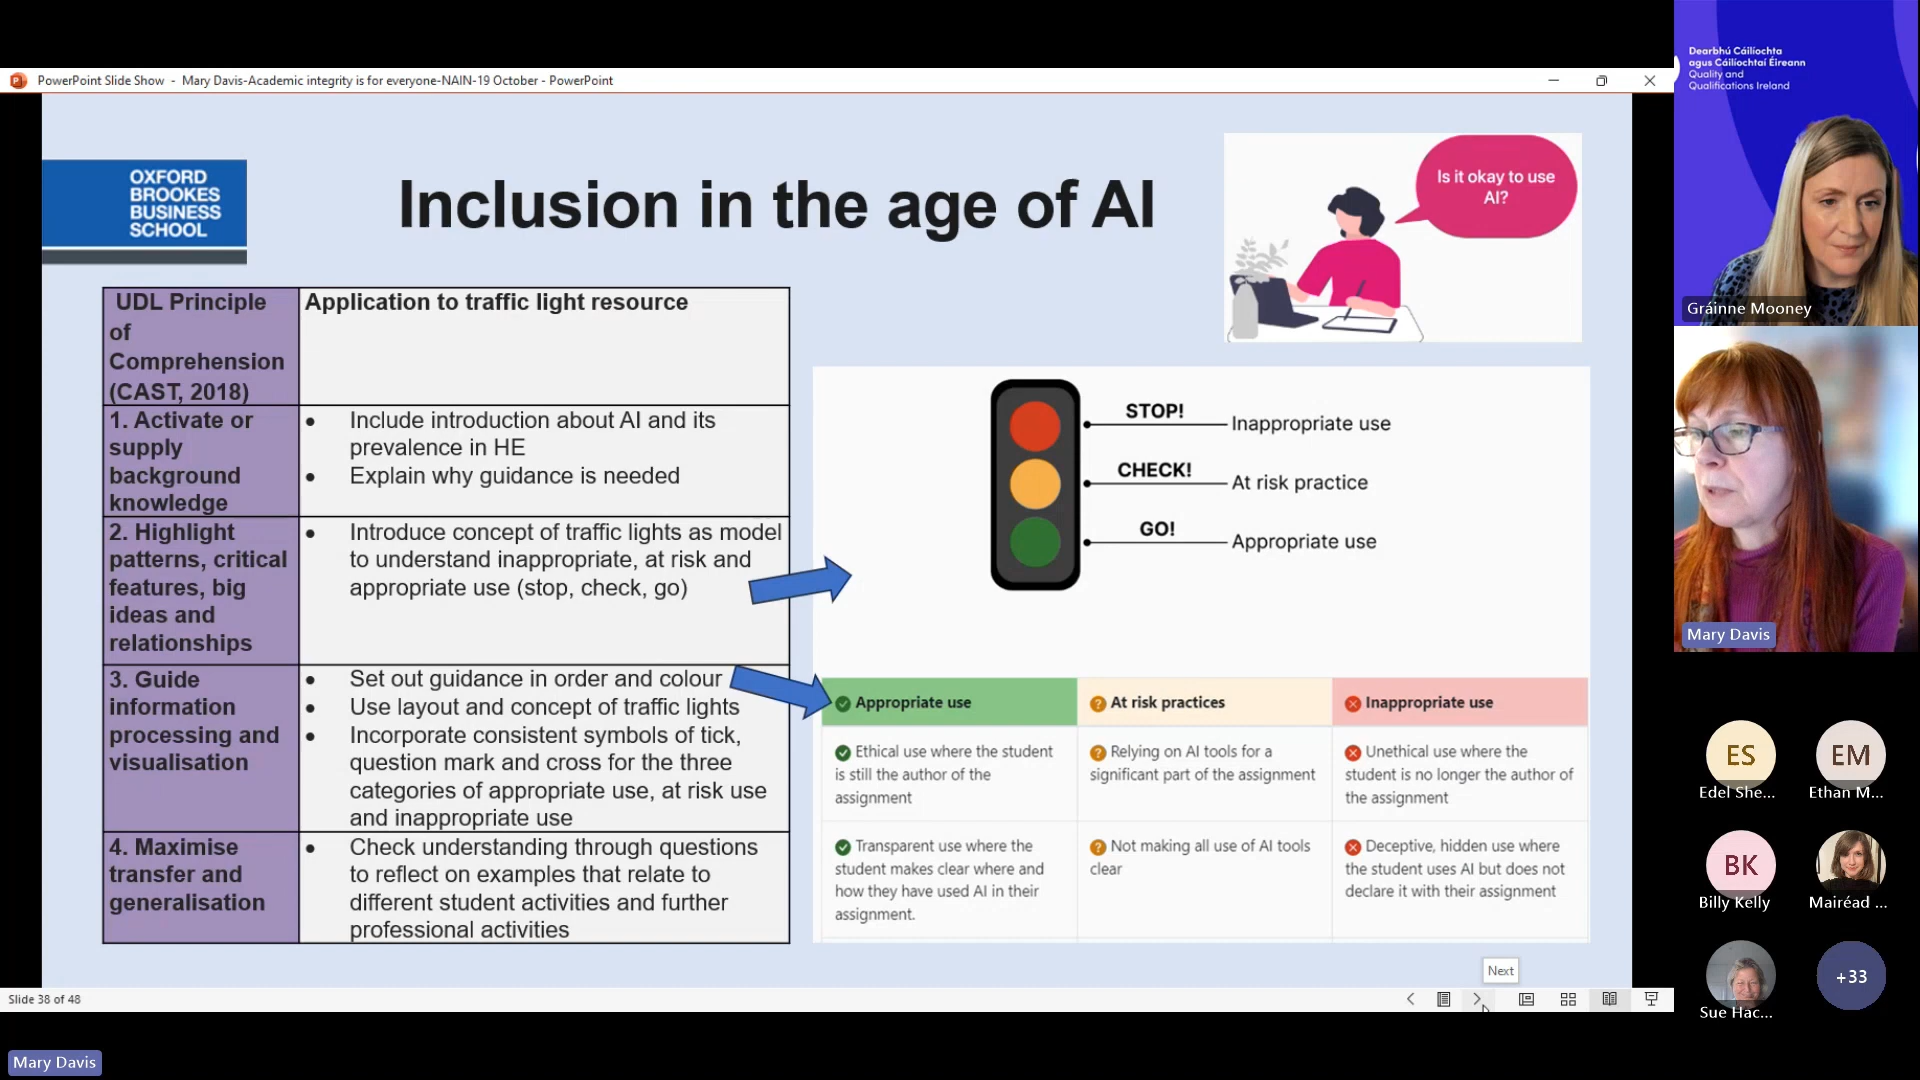 PowerPoint Slide Show - Mary Davis-Academic integrity is for everyone-NAIN-19 October - PowerPoint
OXFORD
BROOKES
BUSINESS
SCHOOL
Inclusion in the age of AI
Is it okay to use
AI?
UDL Principle
of
Comprehension
(CAST, 2018)
Application to traffic light resource
1. Activate or
supply
background
knowledge
• Include introduction about AI and its
prevalence in HE
• Explain why guidance is needed
2. Highlight
patterns, critical
features, big
ideas and
relationships
• Introduce concept of traffic lights as model
to understand inappropriate, at risk and
appropriate use (stop, check, go)
3. Guide
information
processing and
visualisation
• Set out guidance in order and colour
• Use layout and concept of traffic lights
• Incorporate consistent symbols of tick,
question mark and cross for the three
categories of appropriate use, at risk use
and inappropriate use
4. Maximise
transfer and
generalisation
• Check understanding through questions
to reflect on examples that relate to
different student activities and further
professional activities
STOP!
Inappropriate use
CHECK!
At risk practice
GO!
Appropriate use
Appropriate use
At risk practices
Inappropriate use
Ethical use where the student
is still the author of the
assignment
Relying on AI tools for a
significant part of the assignment
Unethical use where the
student is no longer the author of
the assignment
Transparent use where the
student makes clear where and
how they have used AI in their
assignment.
Not making all use of AI tools
clear
Deceptive, hidden use where
the student uses AI but does not
declare it with their assignment
Next
Slide 38 of 48
Mary Davis
Dearbhú Cáilíochta
agus Cáilíochtaí Éireann
Quality and
Qualifications Ireland
Gráinne Mooney
Mary Davis
ES
Edel She...
EM
Ethan M...
BK
Billy Kelly
Mairéad ...
Sue Hac...
+33